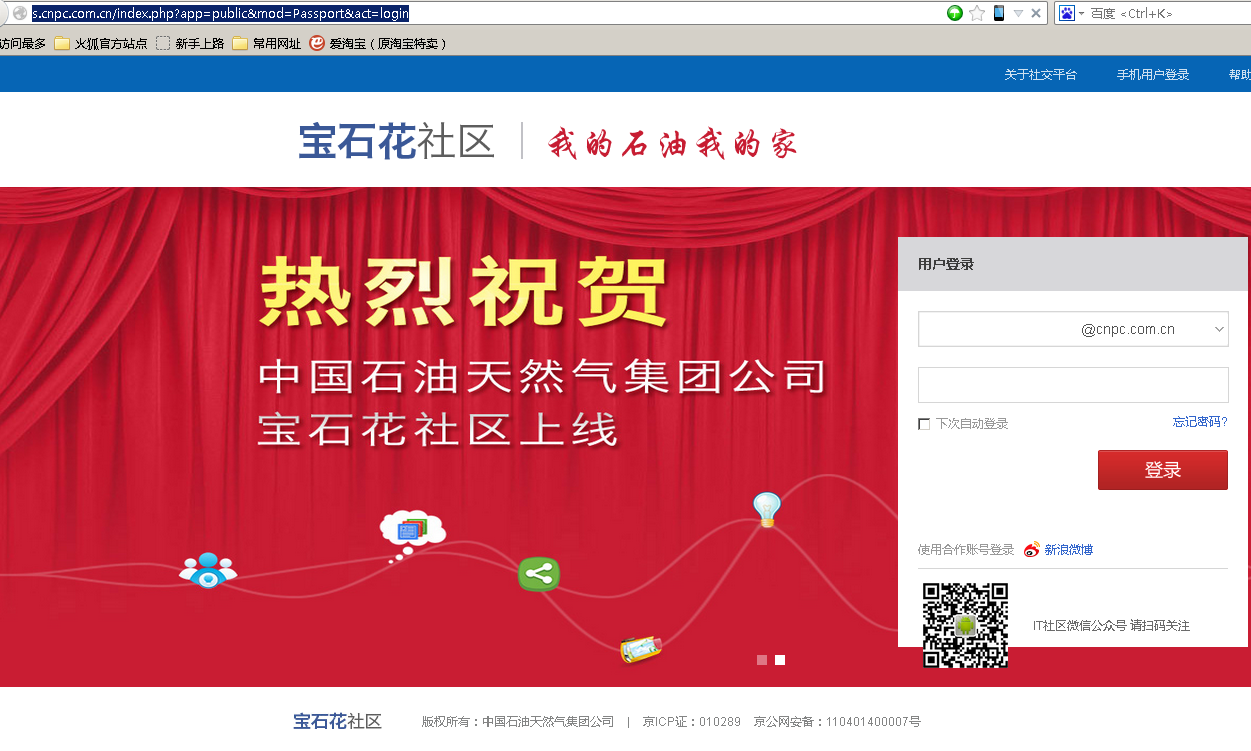 s.cnpc.com.cn/index.php?app=public&mod=Passport&act=login
百度 <Ctrl+K>
访问最多 火狐官方站点 新手上路 常用网址 爱淘宝（原淘宝特卖）
关于社交平台 手机用户登录 帮助
宝石花社区 | 我的石油我的家
热烈祝贺
中国石油天然气集团公司
宝石花社区上线
用户登录
@cnpc.com.cn
下次自动登录 忘记密码?
登录
使用合作账号登录 新浪微博
IT社区微信公众号 请扫码关注
宝石花社区 版权所有：中国石油天然气集团公司 | 京ICP证：010289 京公网安备：110401400007号